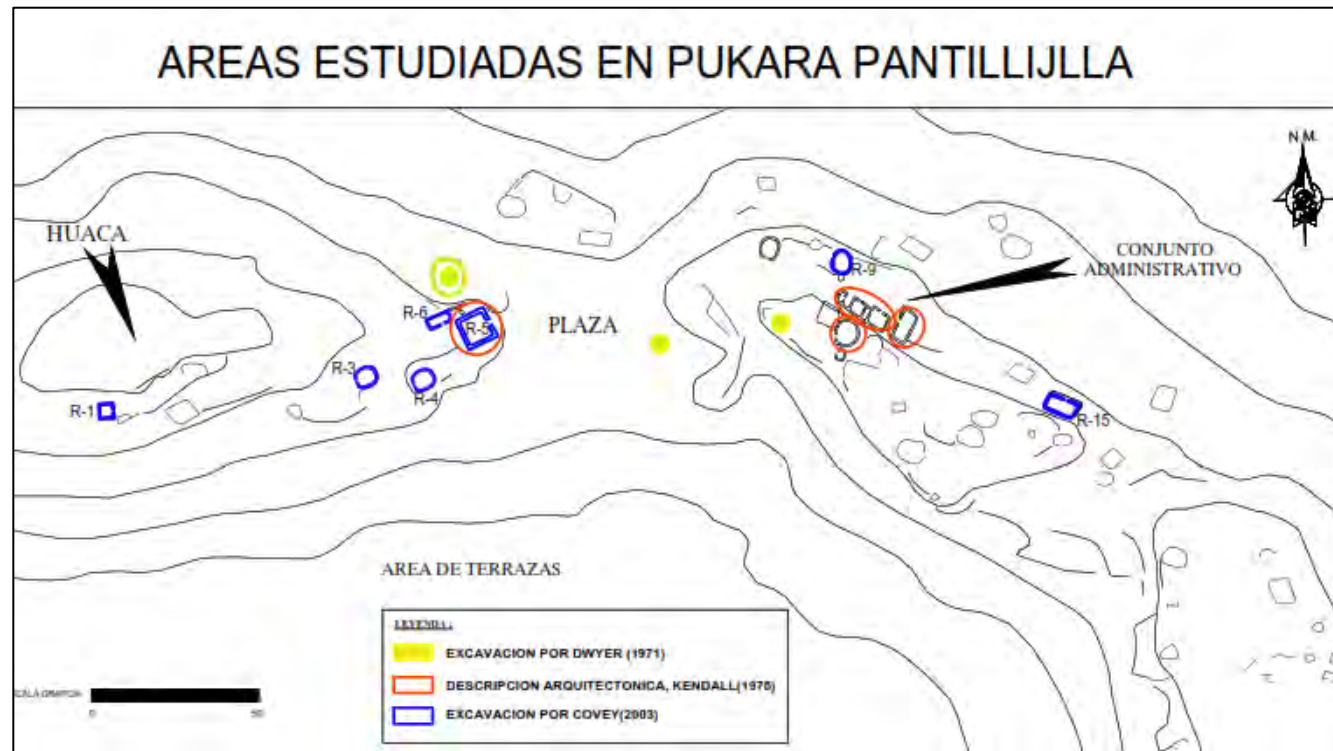 AREAS ESTUDIADAS EN PUKARA PANTILLIJLLA
N M.
HUACA
CONJUNTO
ADMINISTRATIVO
R-9
R-6
R-5
PLAZA
R-3
R-4
R-1
R-15
AREA DE TERRAZAS
LEYENDA:
EXCAVACION POR DWYER (1971)
DESCRIPCION ARQUITECTONICA, KENDALL(1976)
EXCAVACION POR COVEY(2003)
0 50